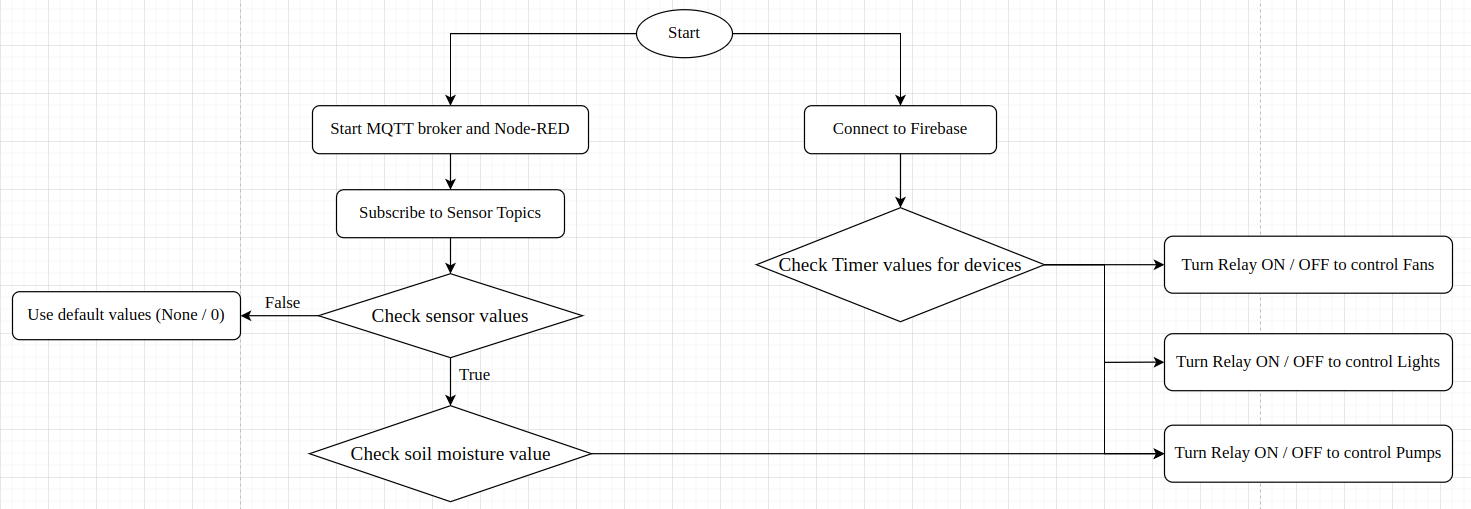 Start
Start MQTT broker and Node-RED
Connect to Firebase
Subscribe to Sensor Topics
Check Timer values for devices
Turn Relay ON / OFF to control Fans
False
Use default values (None / 0)
Check sensor values
Turn Relay ON / OFF to control Lights
True
Check soil moisture value
Turn Relay ON / OFF to control Pumps